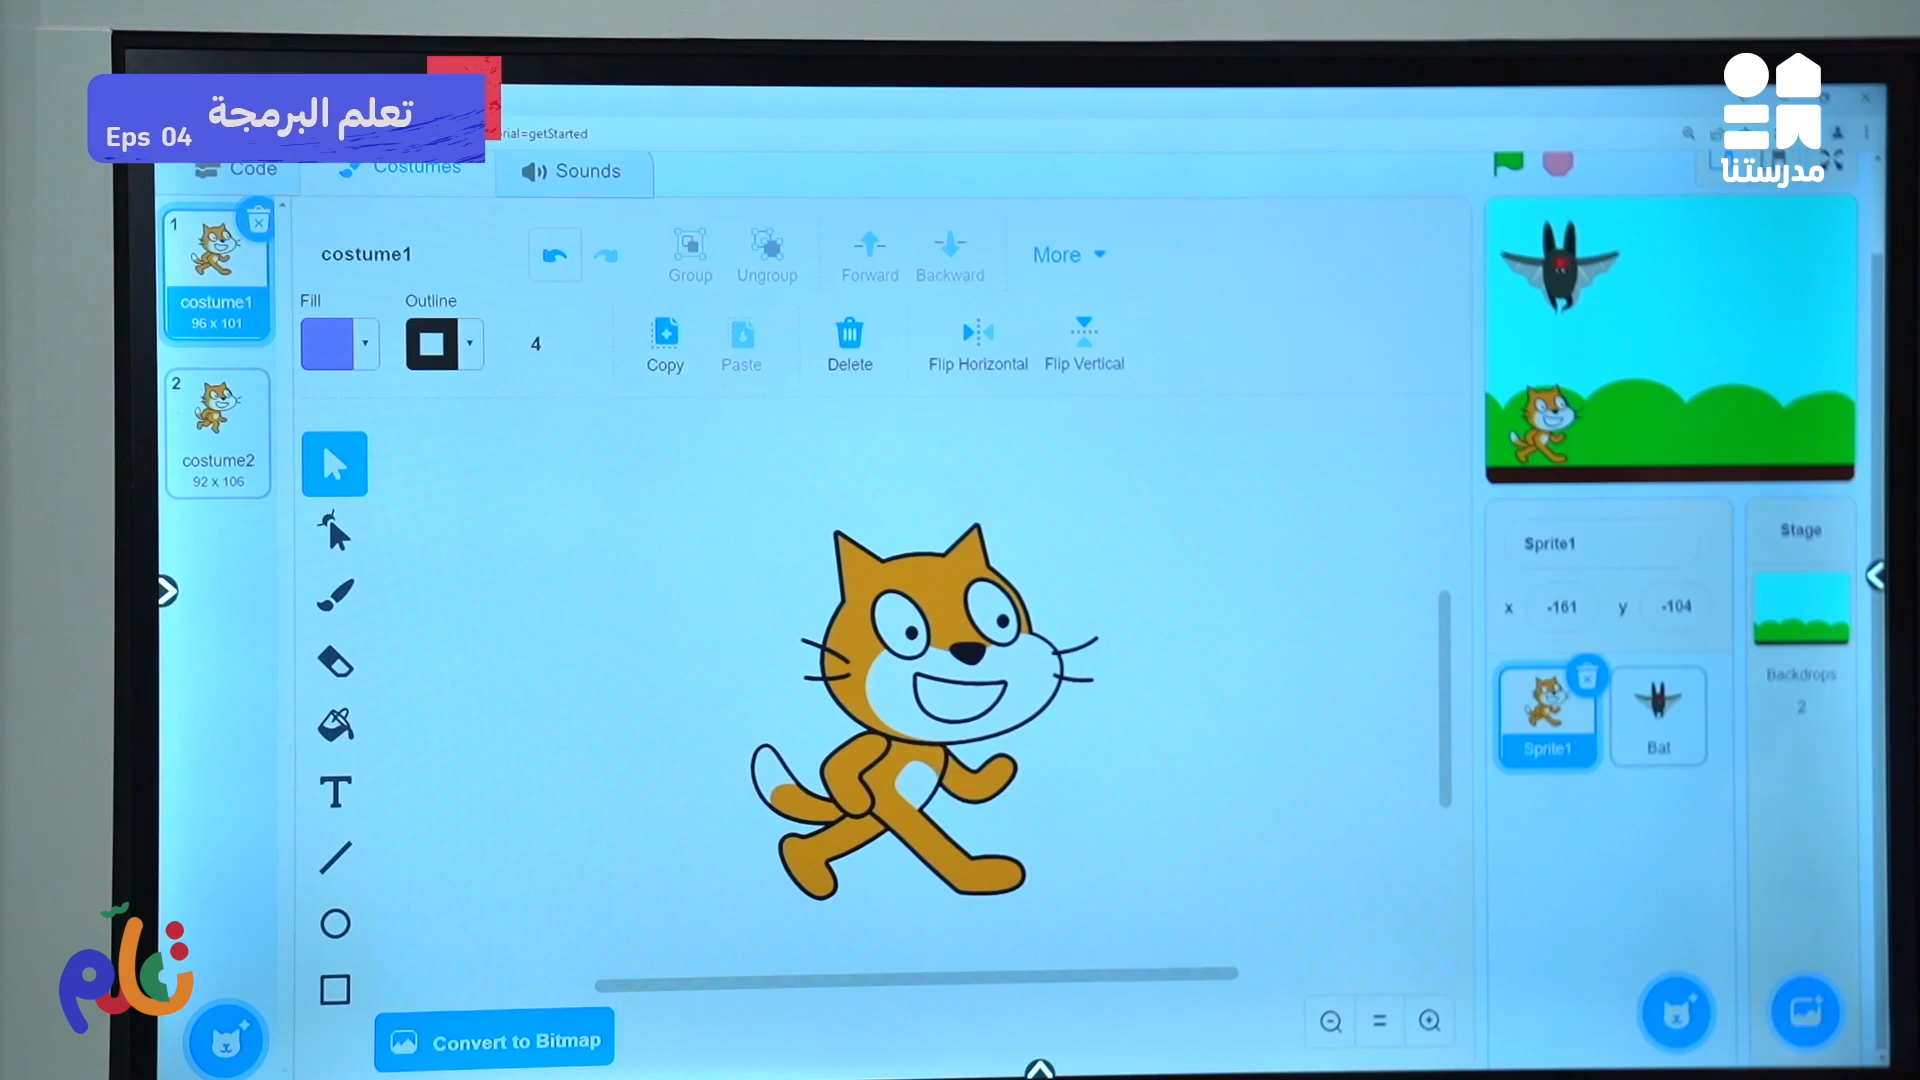 تعلم البرمجة
Eps 04
مدرستنا
rial=getStarted
Code
Costumes
Sounds
1
costume1
96 x 101
2
costume2
92 x 106
costume1
Group
Ungroup
Forward
Backward
More
Fill
Outline
4
Copy
Paste
Delete
Flip Horizontal
Flip Vertical
T
Convert to Bitmap
Sprite1
x -161 y -104
Sprite1
Bat
Stage
Backdrops
2